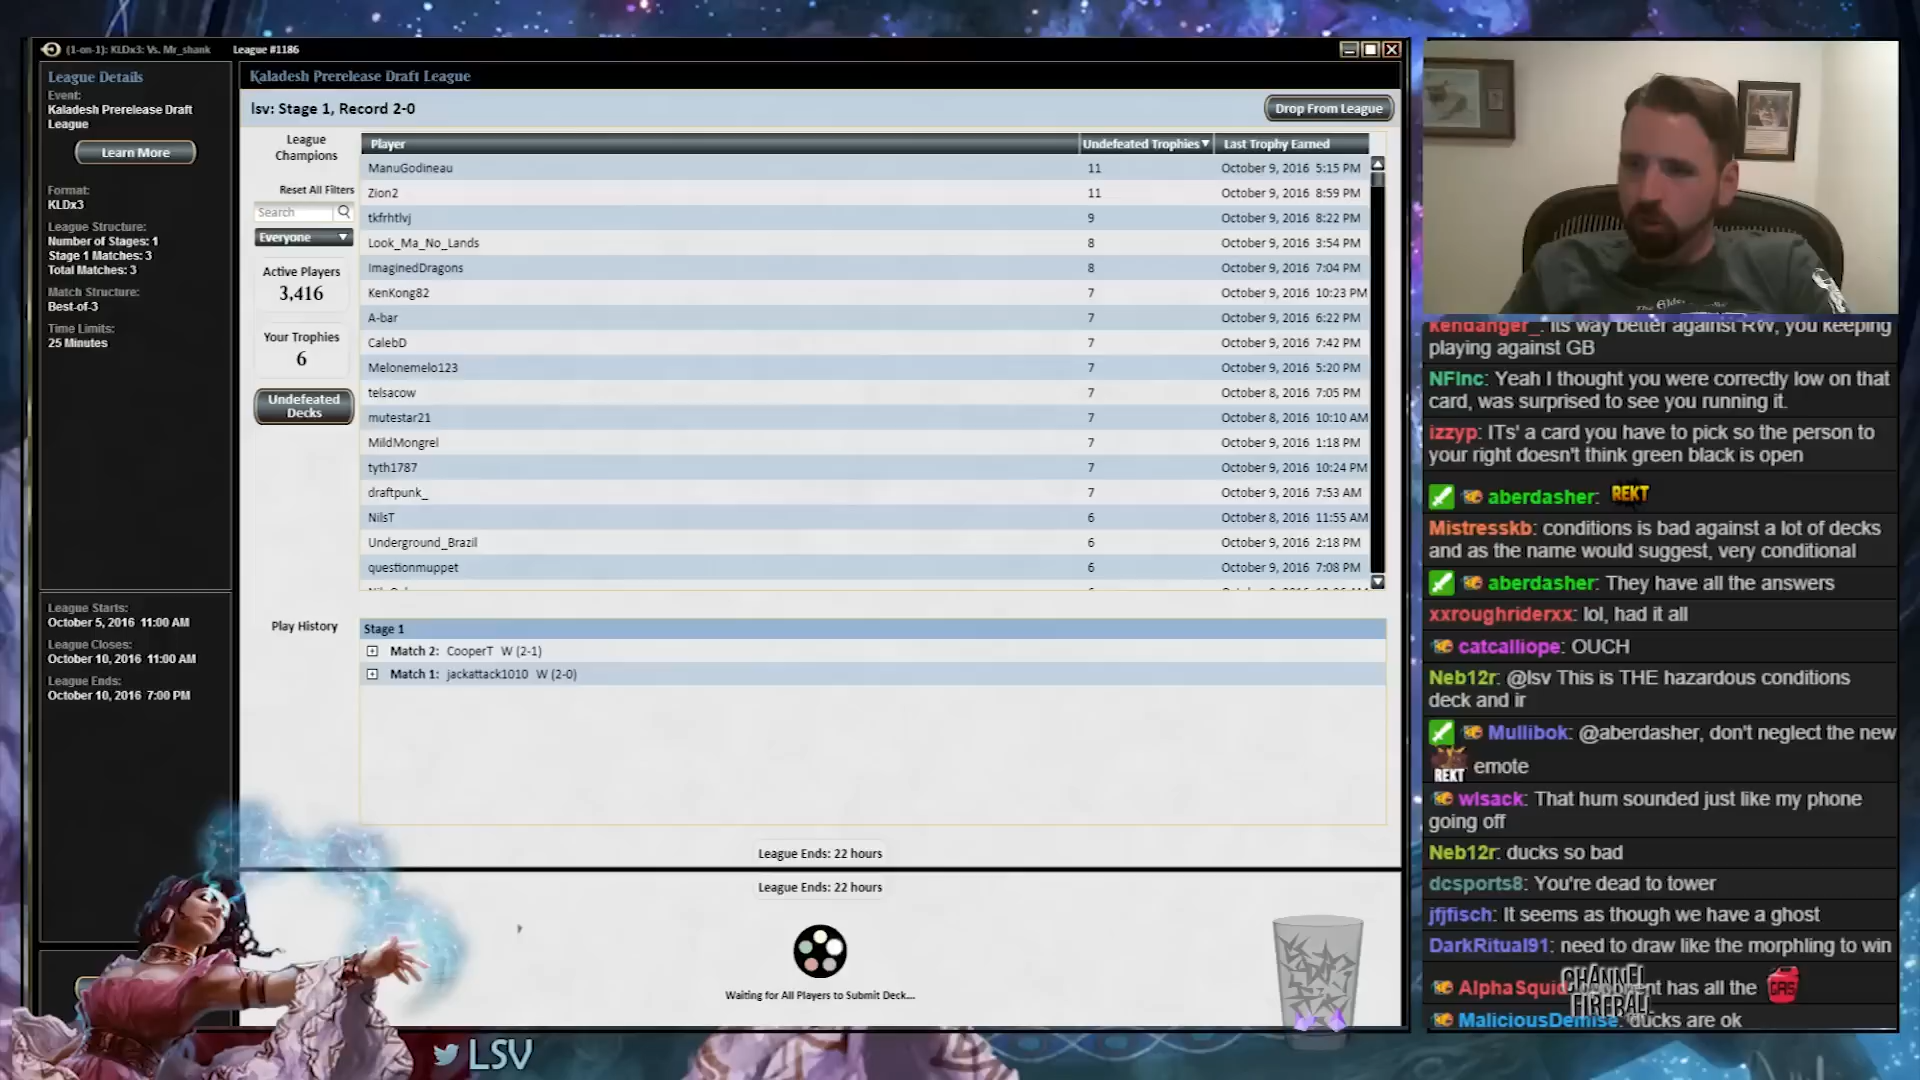 (1-on-1): KLDx3: Vs. Mr_shank League #1186
League Details
Event:
Kaladesh Prerelease Draft
League
Learn More
Format:
KLDx3
League Structure:
Number of Stages: 1
Stage 1 Matches: 3
Total Matches: 3
Match Structure:
Best-of-3
Time Limits:
25 Minutes
League Starts:
October 5, 2016 11:00 AM
League Closes:
October 10, 2016 11:00 AM
League Ends:
October 10, 2016 7:00 PM
Kaladesh Prerelease Draft League
lsv: Stage 1, Record 2-0
Drop From League
League
Champions
Reset All Filters
Search
Everyone
Active Players
3,416
Your Trophies
6
Undefeated
Decks
Player Undefeated Trophies Last Trophy Earned
ManuGodineau 11 October 9, 2016 5:15 PM
Zion2 11 October 9, 2016 8:59 PM
tkfrhtlvj 9 October 9, 2016 8:22 PM
Look_Ma_No_Lands 8 October 9, 2016 3:54 PM
ImaginedDragons 8 October 9, 2016 7:04 PM
KenKong82 7 October 9, 2016 10:23 PM
A-bar 7 October 9, 2016 6:22 PM
CalebD 7 October 9, 2016 7:42 PM
Melonemelo123 7 October 9, 2016 5:20 PM
telsacow 7 October 8, 2016 7:05 PM
mutestar21 7 October 8, 2016 10:10 AM
MildMongrel 7 October 9, 2016 1:18 PM
tyth1787 7 October 9, 2016 10:24 PM
draftpunk_ 7 October 9, 2016 7:53 AM
NilsT 6 October 8, 2016 11:55 AM
Underground_Brazil 6 October 9, 2016 2:18 PM
questionmuppet 6 October 9, 2016 7:08 PM
Play History
Stage 1
Match 2: CooperT W (2-1)
Match 1: jackattack1010 W (2-0)
League Ends: 22 hours
League Ends: 22 hours
Waiting for All Players to Submit Deck...
LSV
The Elder
kendanger_: its way better against RW, you keeping
playing against GB
NFInc: Yeah I thought you were correctly low on that
card, was surprised to see you running it.
izzyp: ITs' a card you have to pick so the person to
your right doesn't think green black is open
aberdasher: REKT
Mistresskb: conditions is bad against a lot of decks
and as the name would suggest, very conditional
aberdasher: They have all the answers
xxroughriderxx: lol, had it all
catcalliope: OUCH
Neb12r: @lsv This is THE hazardous conditions
deck and ir
Mullibok: @aberdasher, don't neglect the new
REKT emote
wlsack: That hum sounded just like my phone
going off
Neb12r: ducks so bad
dcsports8: You're dead to tower
jfjfisch: It seems as though we have a ghost
DarkRitual91: need to draw like the morphling to win
AlphaSquid has all the GAS
CHANNEL
FIREBALL
MaliciousDemise: ducks are ok